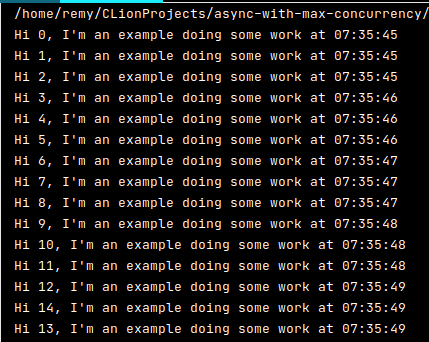 /home/remy/CLionProjects/async-with-max-concurrency/
Hi 0, I'm an example doing some work at 07:35:45
Hi 1, I'm an example doing some work at 07:35:45
Hi 2, I'm an example doing some work at 07:35:45
Hi 3, I'm an example doing some work at 07:35:46
Hi 4, I'm an example doing some work at 07:35:46
Hi 5, I'm an example doing some work at 07:35:46
Hi 6, I'm an example doing some work at 07:35:47
Hi 7, I'm an example doing some work at 07:35:47
Hi 8, I'm an example doing some work at 07:35:47
Hi 9, I'm an example doing some work at 07:35:48
Hi 10, I'm an example doing some work at 07:35:48
Hi 11, I'm an example doing some work at 07:35:48
Hi 12, I'm an example doing some work at 07:35:49
Hi 14, I'm an example doing some work at 07:35:49
Hi 13, I'm an example doing some work at 07:35:49